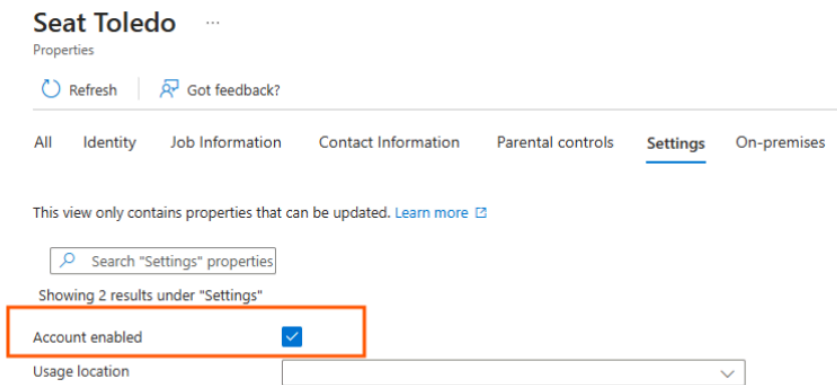 Seat Toledo ...
Properties
Refresh Got feedback?
All Identity Job Information Contact Information Parental controls Settings On-premises
This view only contains properties that can be updated. Learn more
Search "Settings" properties
Showing 2 results under "Settings"
Account enabled
Usage location